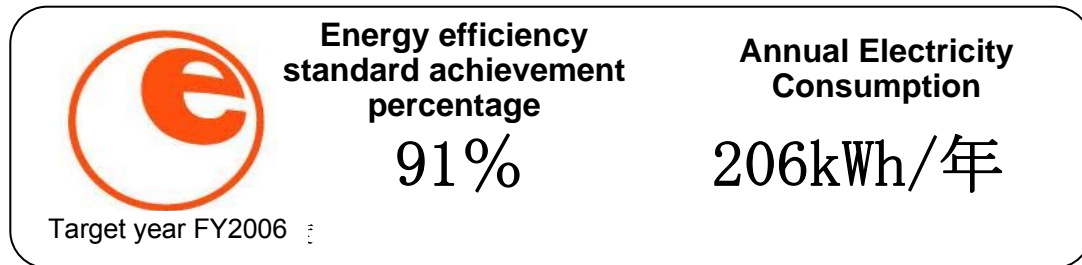 Energy efficiency
standard achievement
percentage
91%
Annual Electricity
Consumption
206kWh/年
e
Target year FY2006